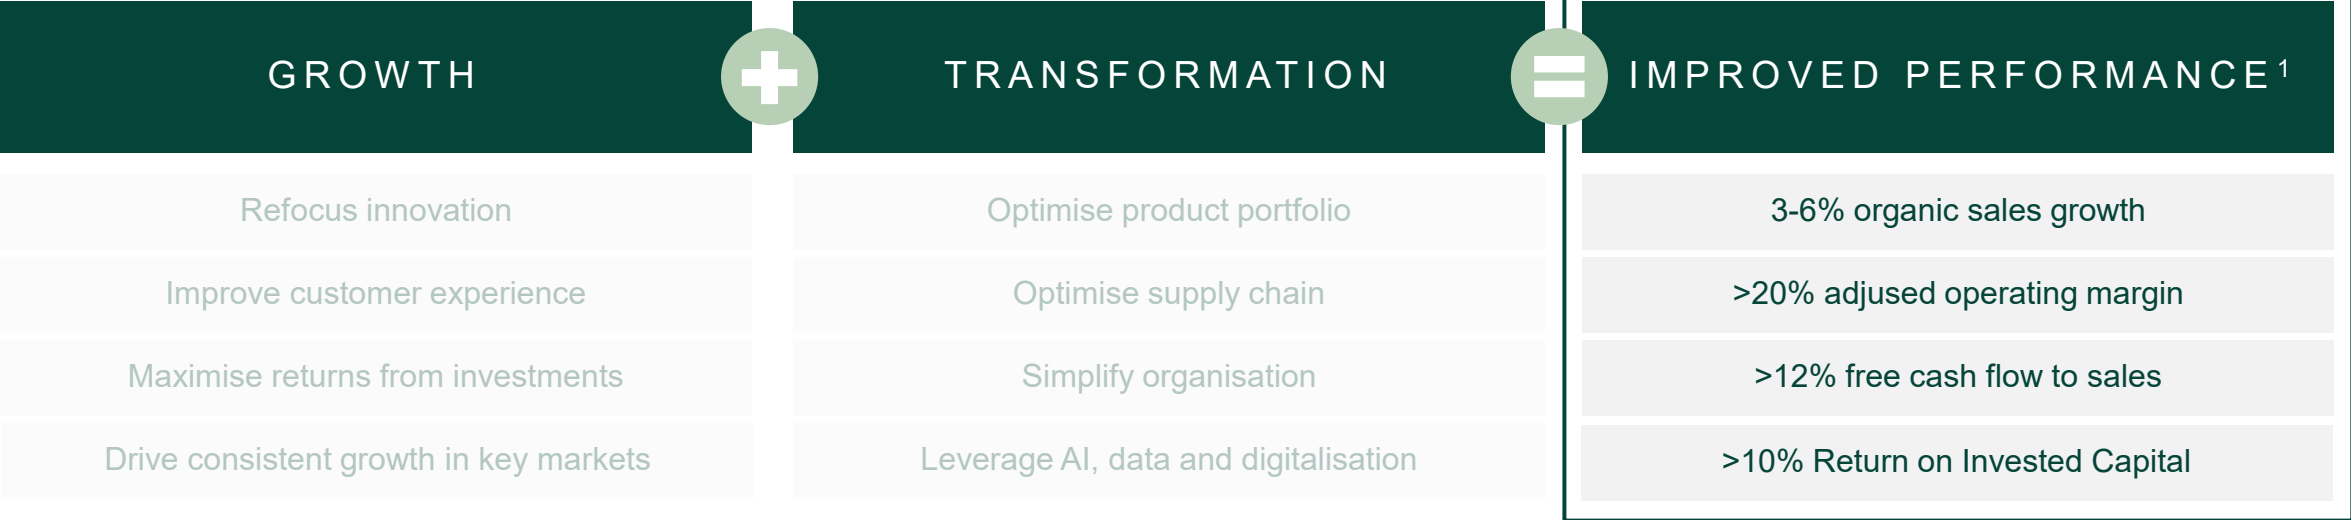 GROWTH
Refocus innovation
Improve customer experience
Maximise returns from investments
Drive consistent growth in key markets
TRANSFORMATION
Optimise product portfolio
Optimise supply chain
Simplify organisation
Leverage AI, data and digitalisation
IMPROVED PERFORMANCE¹
3-6% organic sales growth
>20% adjused operating margin
>12% free cash flow to sales
>10% Return on Invested Capital